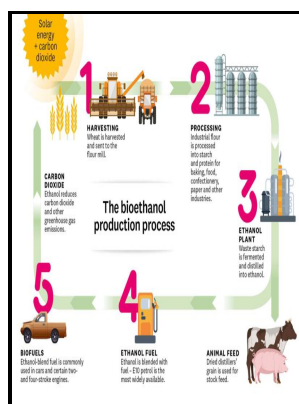 Solar
energy
+ carbon
dioxide
1
HARVESTING
Wheat is harvested
and sent to the
flour mill.
2
PROCESSING
Industrial flour
is processed
into starch
and protein for
baking, food,
confectionery,
paper and other
industries.
3
ETHANOL
PLANT
Waste starch
is fermented
and distilled
into ethanol.
CARBON
DIOXIDE
Ethanol reduces
carbon dioxide
and other
greenhouse gas
emissions.
The bioethanol
production process
5
BIOFUELS
Ethanol-blend fuel is commonly
used in cars and certain two-
and four-stroke engines.
4
ETHANOL FUEL
Ethanol is blended with
fuel - E10 petrol is the
most widely available.
ANIMAL FEED
Dried distillers'
grain is used for
stock feed.